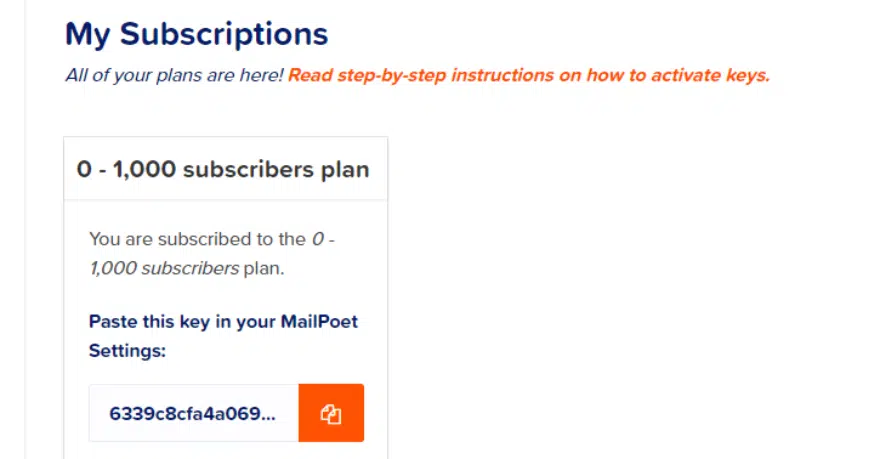 My Subscriptions
All of your plans are here! Read step-by-step instructions on how to activate keys.
0 - 1,000 subscribers plan
You are subscribed to the 0 -
1,000 subscribers plan.
Paste this key in your MailPoet
Settings:
6339c8cfa4a069...